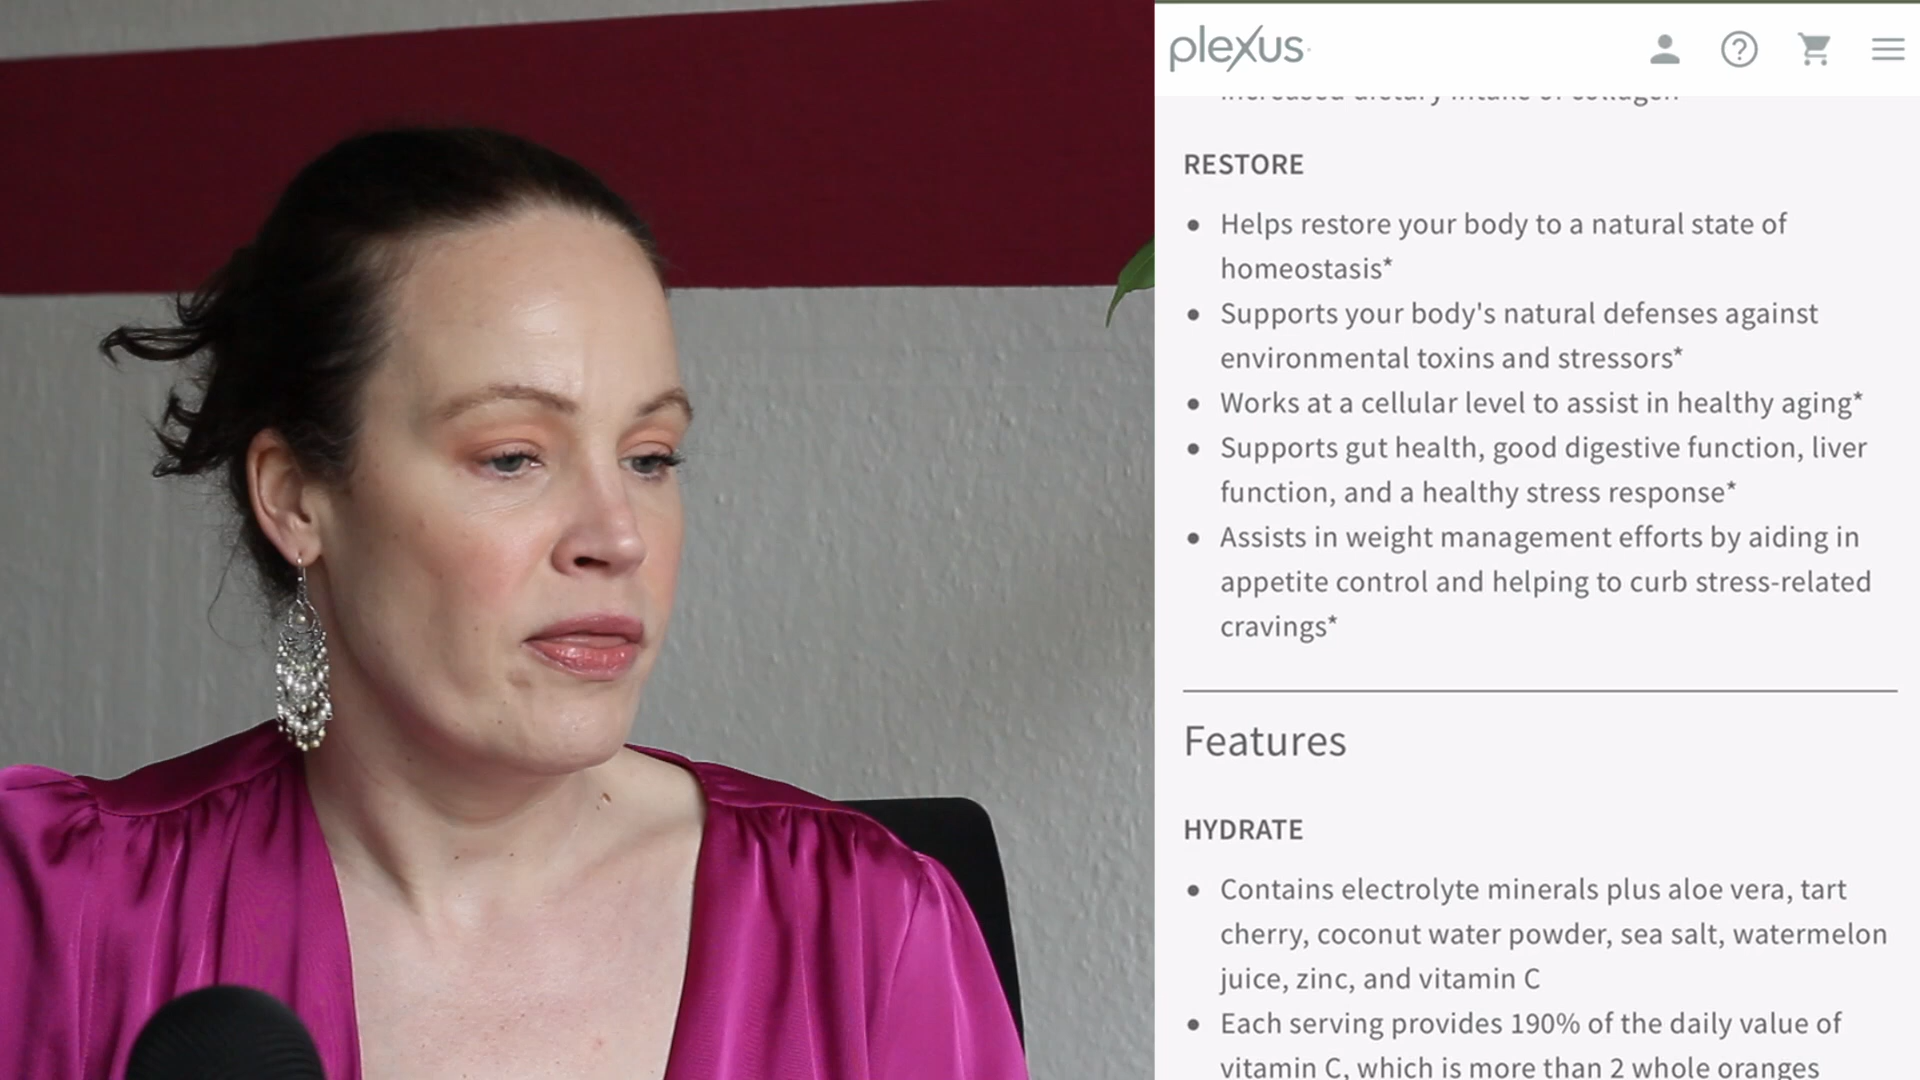 plexus
increased dietary intake of collagen
RESTORE
• Helps restore your body to a natural state of
homeostasis*
• Supports your body's natural defenses against
environmental toxins and stressors*
• Works at a cellular level to assist in healthy aging*
• Supports gut health, good digestive function, liver
function, and a healthy stress response*
• Assists in weight management efforts by aiding in
appetite control and helping to curb stress-related
cravings*
Features
HYDRATE
• Contains electrolyte minerals plus aloe vera, tart
cherry, coconut water powder, sea salt, watermelon
juice, zinc, and vitamin C
• Each serving provides 190% of the daily value of
vitamin C, which is more than 2 whole oranges